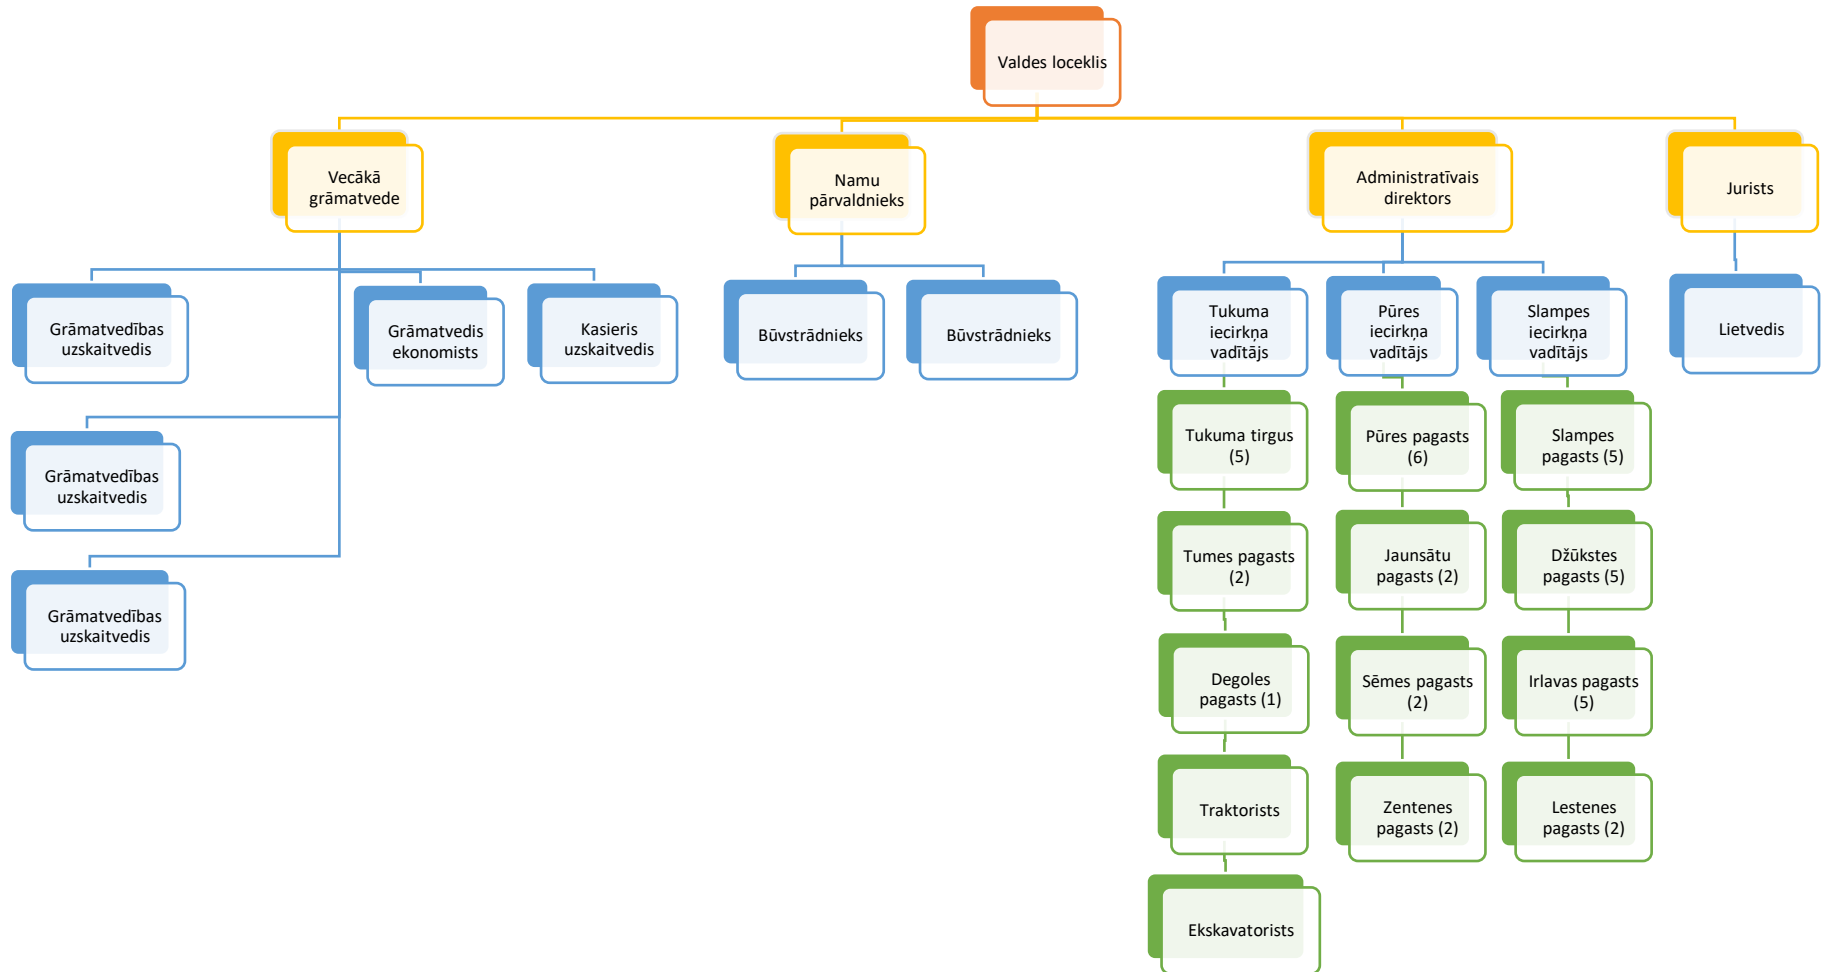 Valdes loceklis
Vecākā
grāmatvede
Namu
pārvaldnieks
Administratīvais
direktors
Jurists
Grāmatvedības
uzskaitvedis
Grāmatvedis
ekonomists
Kasieris
uzskaitvedis
Būvstrādnieks
Būvstrādnieks
Tukuma
iecirkņa
vadītājs
Pūres
iecirkņa
vadītājs
Slampes
iecirkņa
vadītājs
Lietvedis
Grāmatvedības
uzskaitvedis
Grāmatvedības
uzskaitvedis
Tukuma tirgus
(5)
Pūres pagasts
(6)
Slampes
pagasts (5)
Tumes pagasts
(2)
Jaunsātu
pagasts (2)
Džūkstes
pagasts (5)
Degoles
pagasts (1)
Sēmes pagasts
(2)
Irlavas pagasts
(5)
Traktorists
Zentenes
pagasts (2)
Lestenes
pagasts (2)
Ekskavatorists